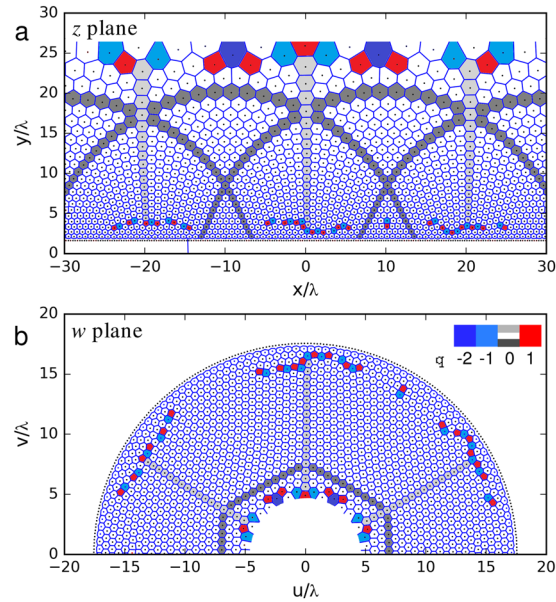 a
z plane
y/λ
30
25
20
15
10
5
0
−30 −20 −10 0 10 20 30
x/λ
b
w plane
v/λ
20
15
10
5
0
q -2 -1 0 1
−20 −15 −10 −5 0 5 10 15 20
u/λ